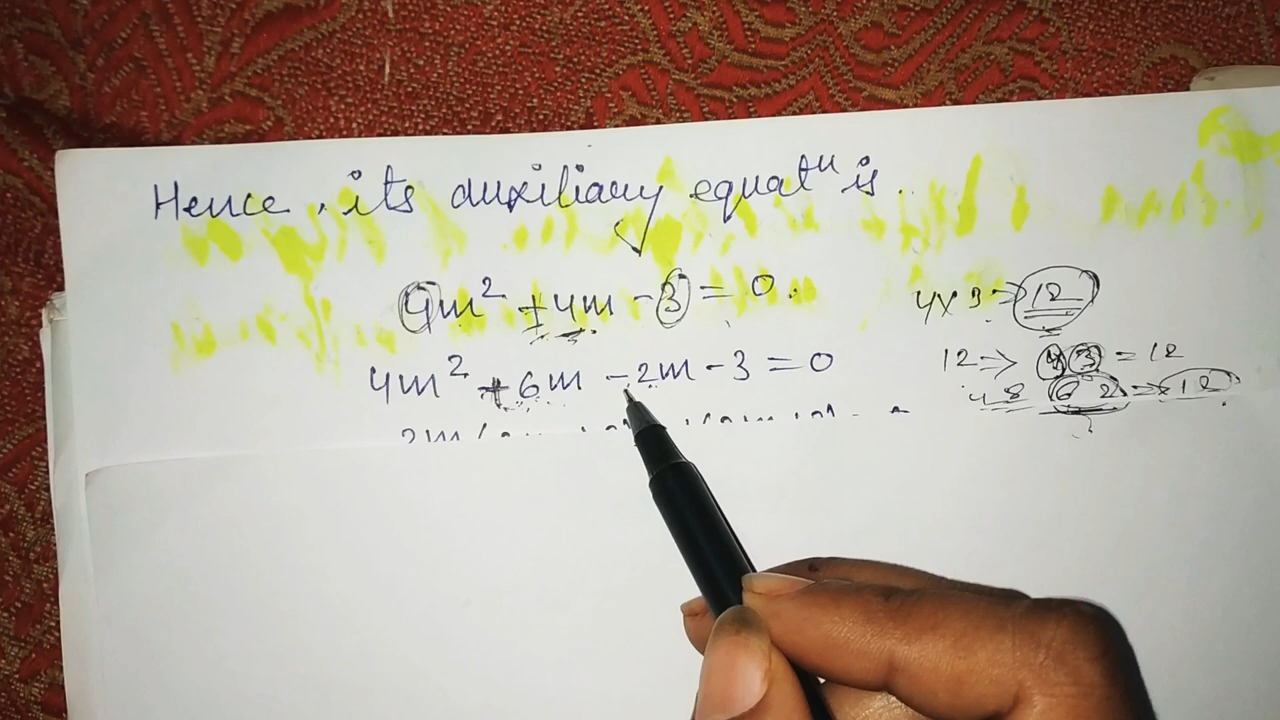 Hence, its auxiliary equatⁿ is.
4m² + 4m - 3 = 0.
4m² + 6m - 2m - 3 = 0
4 x 3 => 12
12 => 4 3 = 12
6 2 => 12